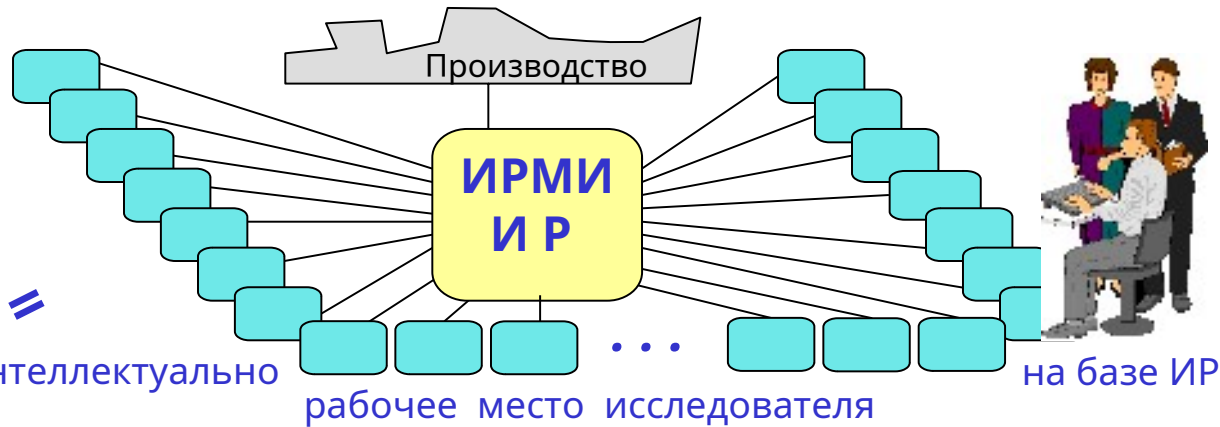 Производство
ИРМИ
И Р
=
. . .
нтеллектуально
на базе ИР
рабочее место исследователя